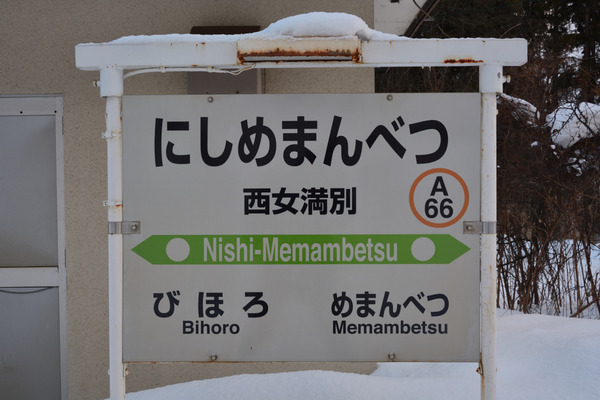 にしめまんべつ
西女満別
A
66
Nishi-Memambetsu
びほろ めまんべつ
Bihoro Memambetsu